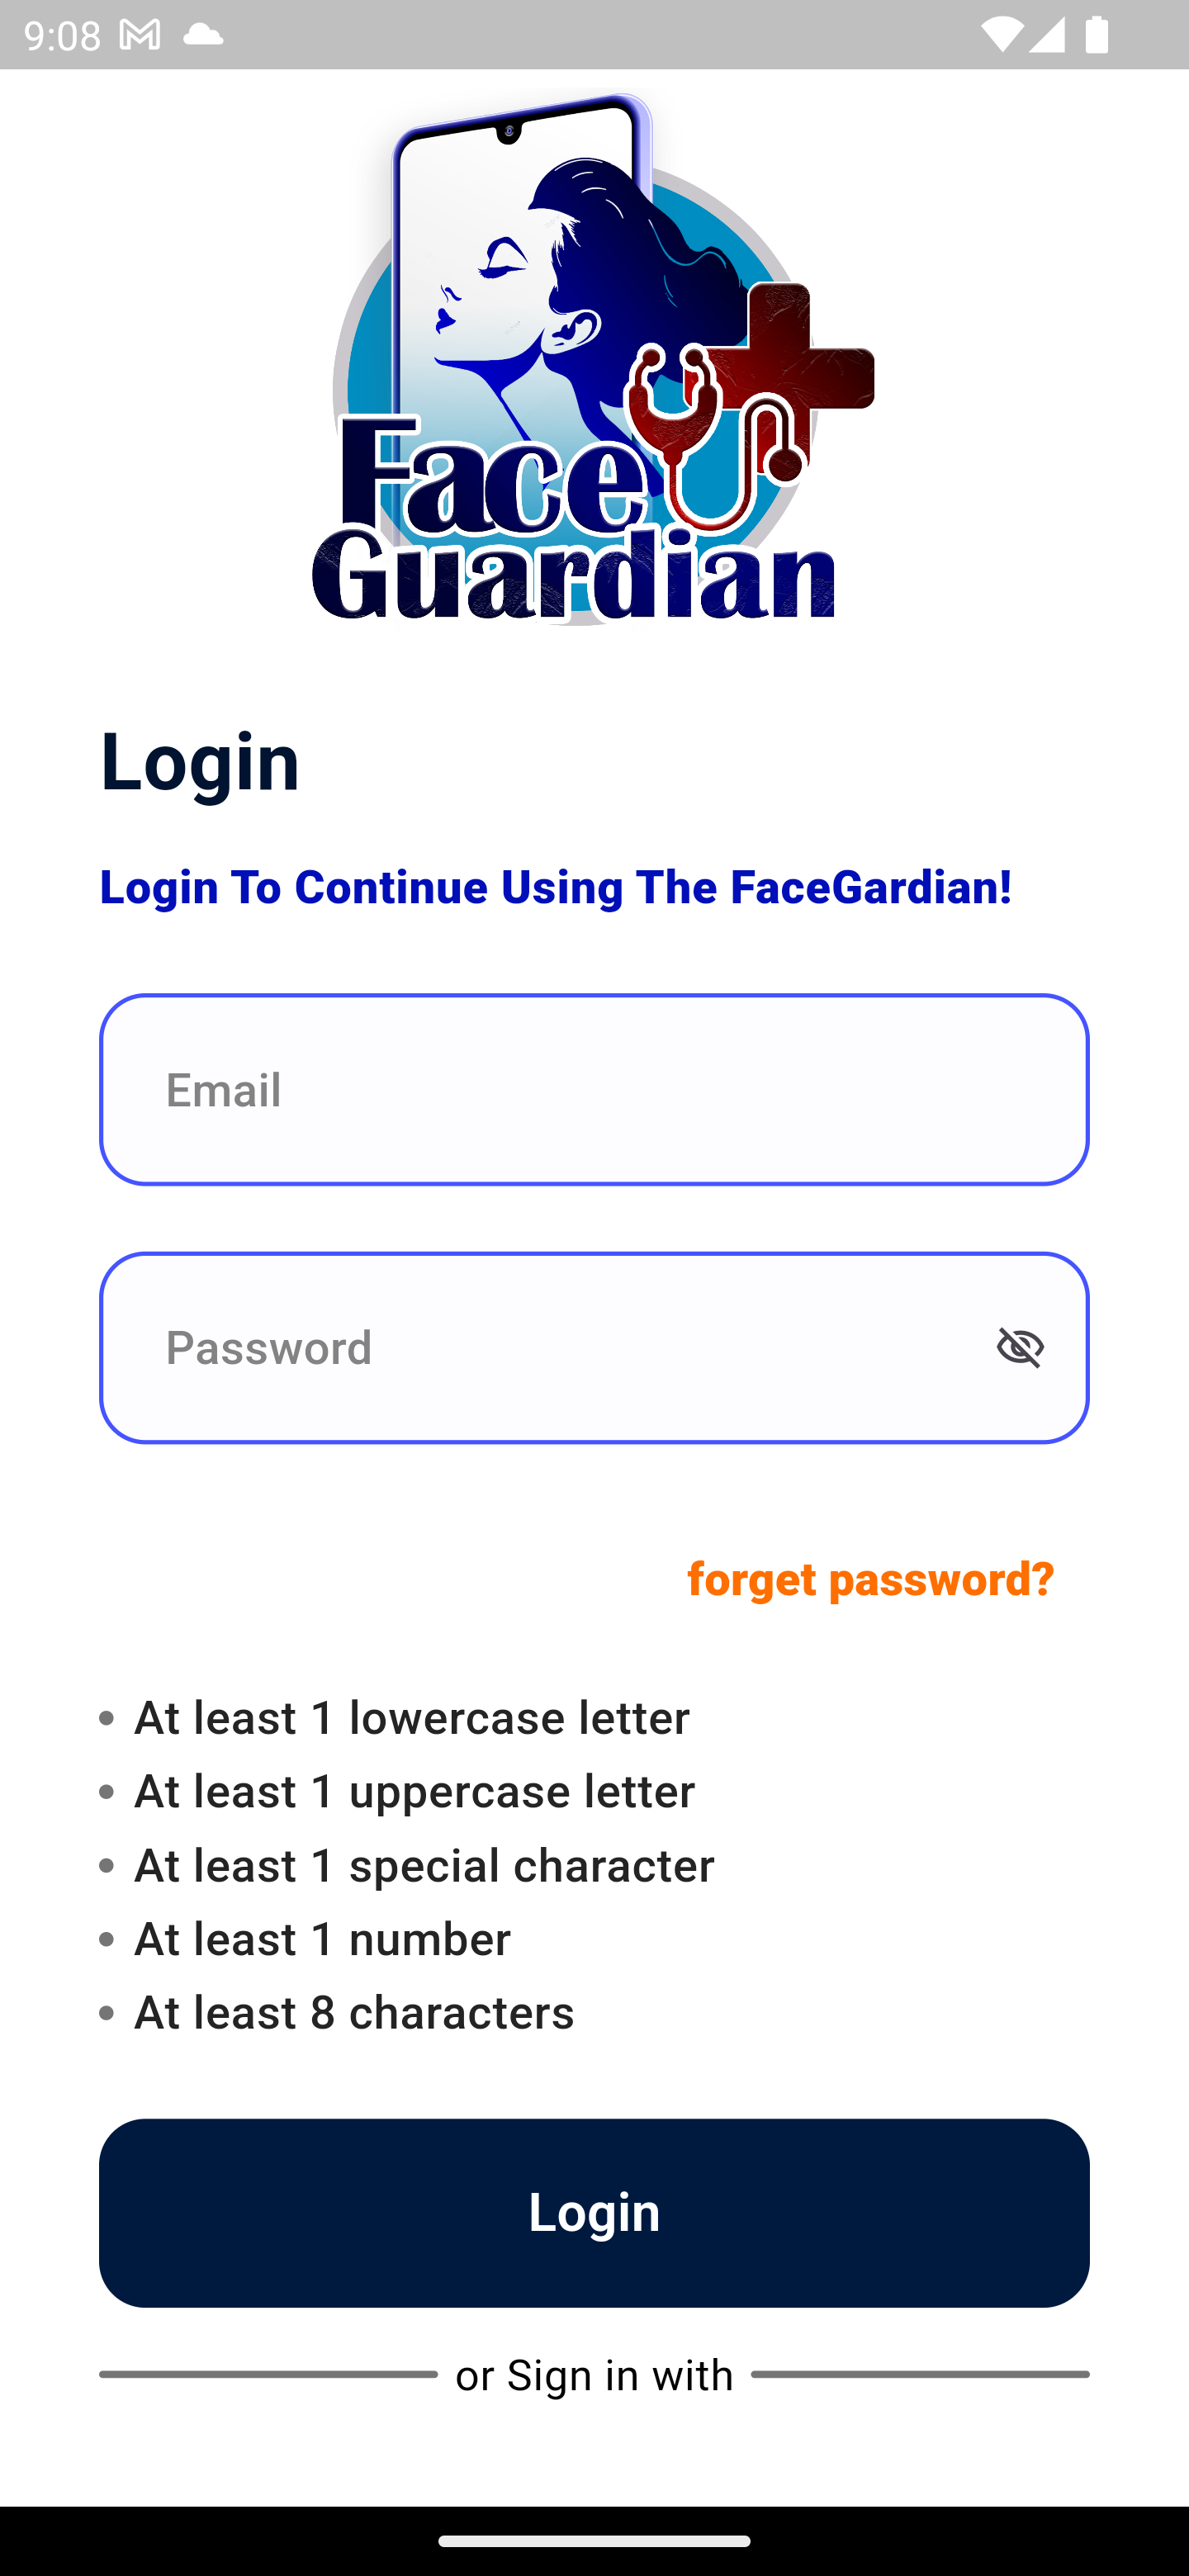 9:08
Face
Guardian
Login
Login To Continue Using The FaceGardian!
Email
Password
forget password?
At least 1 lowercase letter
At least 1 uppercase letter
At least 1 special character
At least 1 number
At least 8 characters
Login
or Sign in with